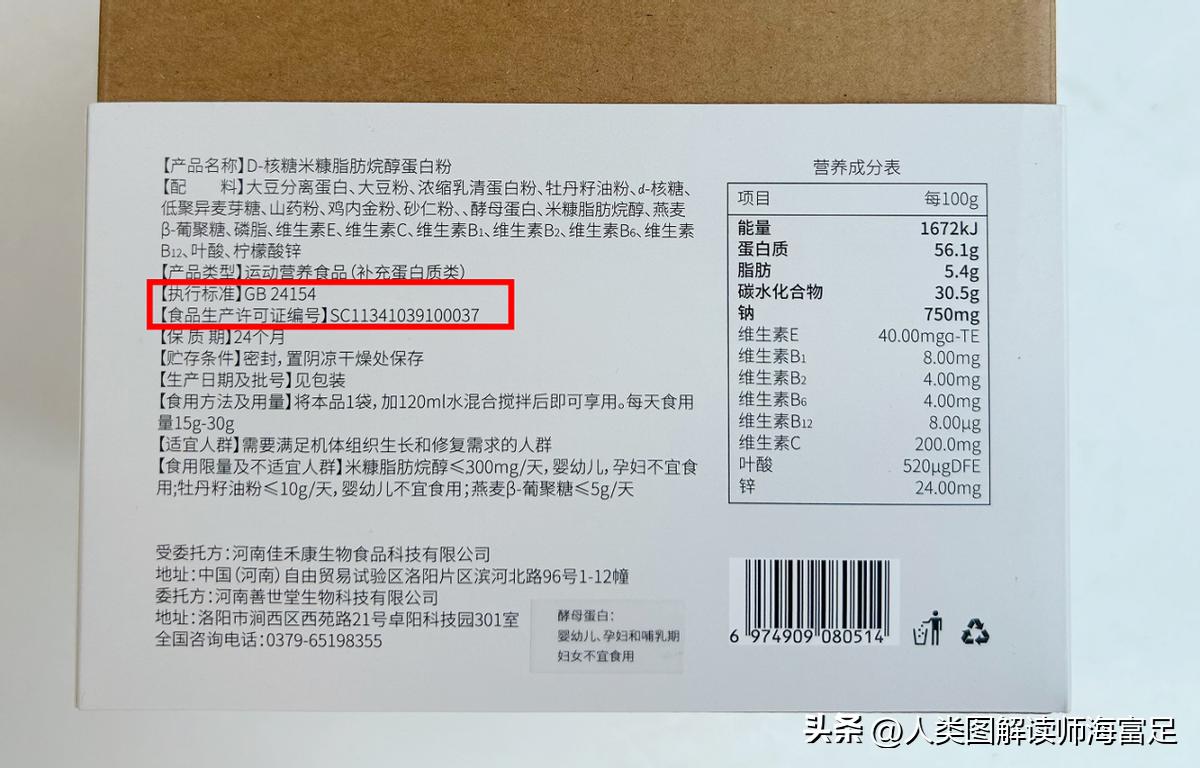 【产品名称】D-核糖米糠脂肪烷醇蛋白粉
【配 料】大豆分离蛋白、大豆粉、浓缩乳清蛋白粉、牡丹籽油粉、d-核糖、
低聚异麦芽糖、山药粉、鸡内金粉、砂仁粉、、酵母蛋白、米糠脂肪烷醇、燕麦
β-葡聚糖、磷脂、维生素E、维生素C、维生素B1、维生素B2、维生素B6、维生素
B12、叶酸、柠檬酸锌
【产品类型】运动营养食品（补充蛋白质类）
【执行标准】GB 24154
【食品生产许可证编号】SC11341039100037
【保 质 期】24个月
【贮存条件】密封，置阴凉干燥处保存
【生产日期及批号】见包装
【食用方法及用量】将本品1袋，加120ml水混合搅拌后即可享用。每天食用
量15g-30g
【适宜人群】需要满足机体组织生长和修复需求的人群
【食用限量及不适宜人群】米糠脂肪烷醇≤300mg/天，婴幼儿，孕妇不宜食
用；牡丹籽油粉≤10g/天，婴幼儿不宜食用；燕麦β-葡聚糖≤5g/天
营养成分表
项目 每100g
能量 1672kJ
蛋白质 56.1g
脂肪 5.4g
碳水化合物 30.5g
钠 750mg
维生素E 40.00mgα-TE
维生素B1 8.00mg
维生素B2 4.00mg
维生素B6 4.00mg
维生素B12 8.00μg
维生素C 200.0mg
叶酸 520μgDFE
锌 24.00mg
受委托方：河南佳禾康生物食品科技有限公司
地址：中国（河南）自由贸易试验区洛阳片区滨河北路96号1-12幢
委托方：河南善世堂生物科技有限公司
地址：洛阳市涧西区西苑路21号卓阳科技园301室
全国咨询电话：0379-65198355
酵母蛋白：
婴幼儿、孕妇和哺乳期
妇女不宜食用
6 974909 080514
头条 @人类图解读师海富足